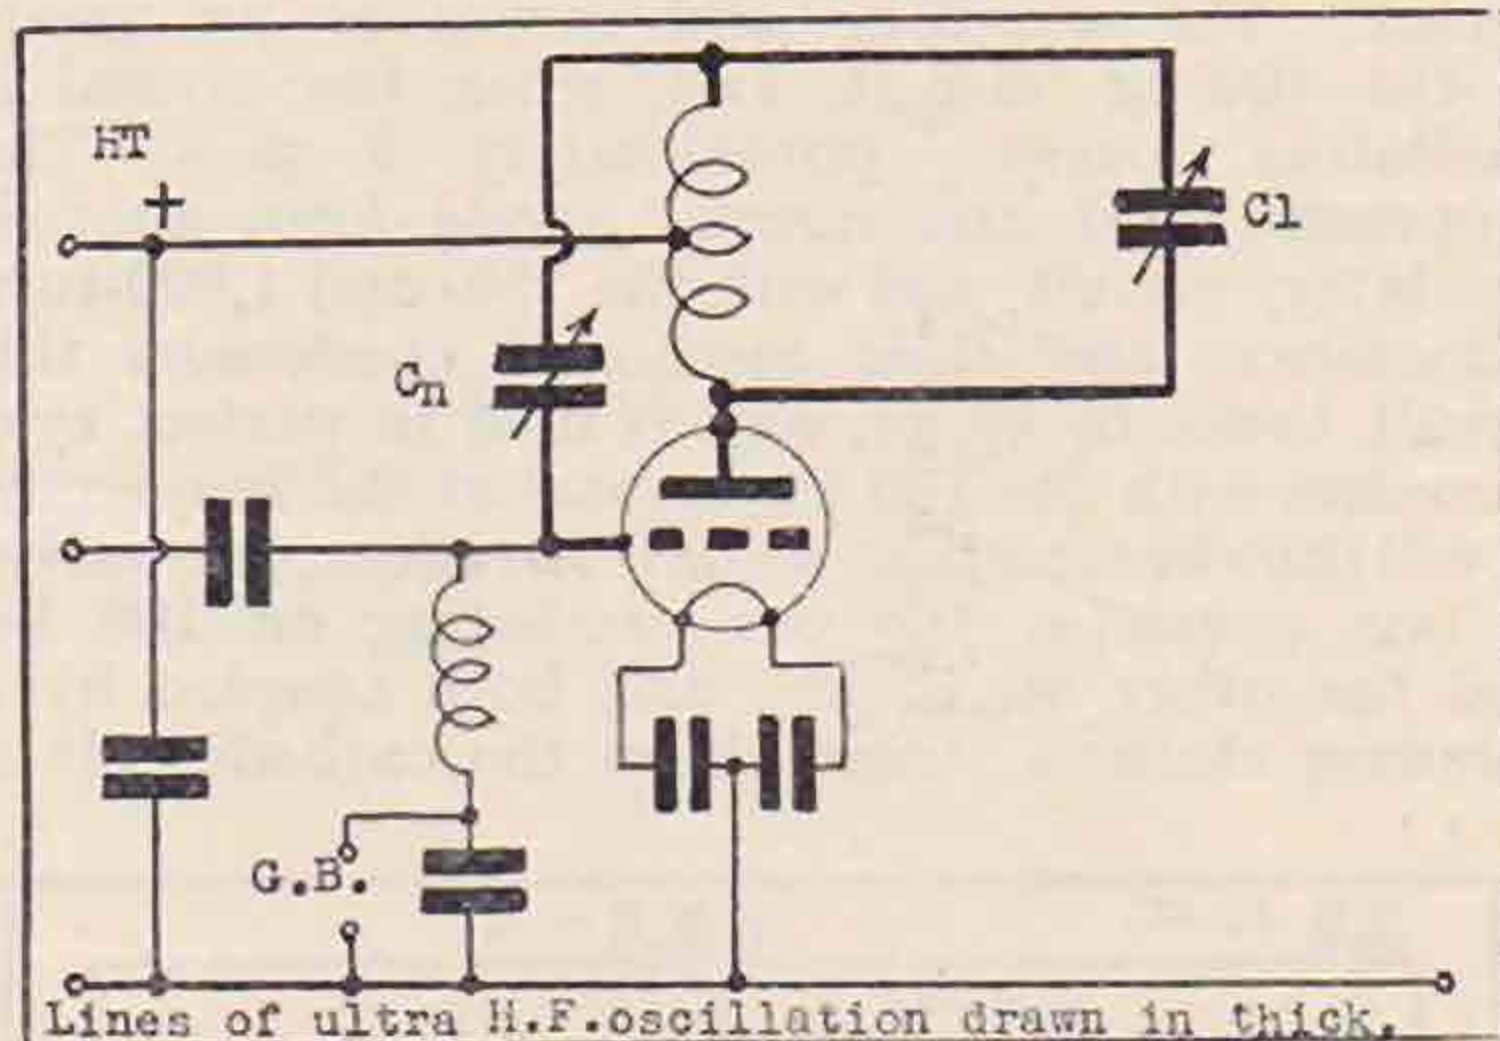 HT
+
C1
Cn
G.B.
Lines of ultra H.F.oscillation drawn in thick.